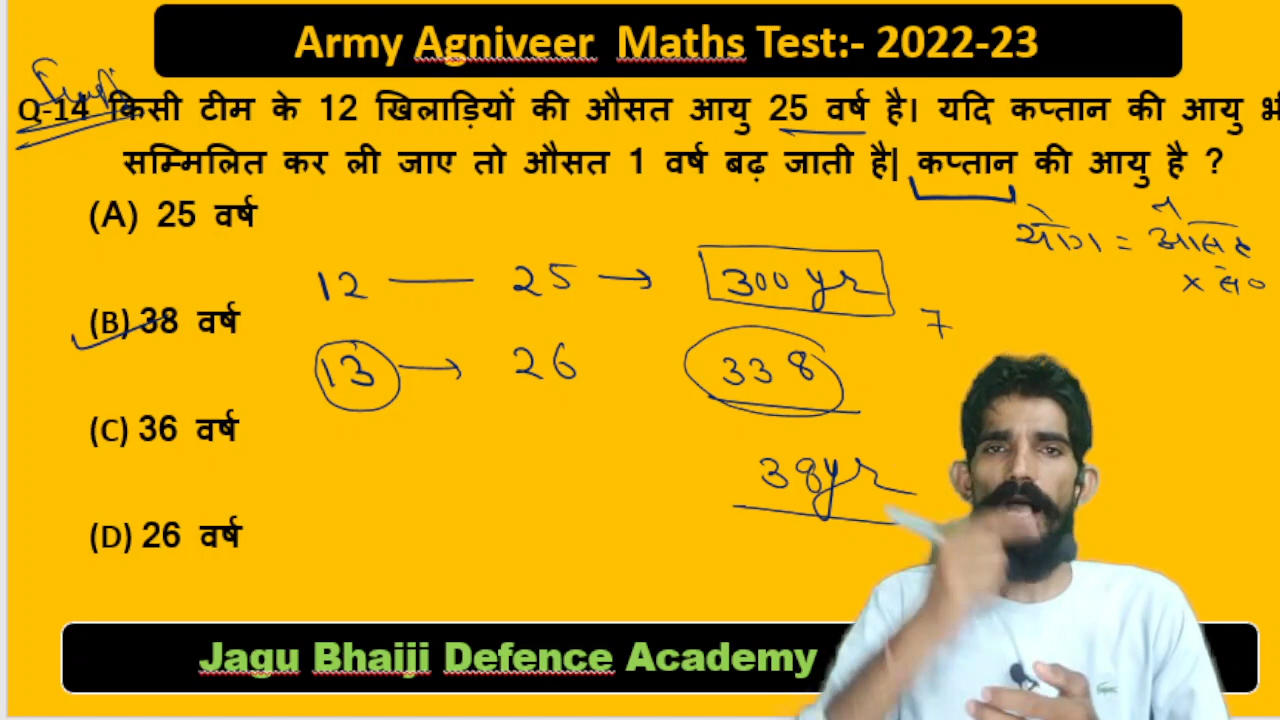 Army Agniveer Maths Test:- 2022-23
Q-14 किसी टीम के 12 खिलाड़ियों की औसत आयु 25 वर्ष है। यदि कप्तान की आयु भी
सम्मिलित कर ली जाए तो औसत 1 वर्ष बढ़ जाती है| कप्तान की आयु है ?
(A) 25 वर्ष
योग = औसत
× सं०
12 — 25 → 300 yr
(B) 38 वर्ष
7
13 → 26 338
(C) 36 वर्ष
38yr
(D) 26 वर्ष
Jagu Bhaiji Defence Academy